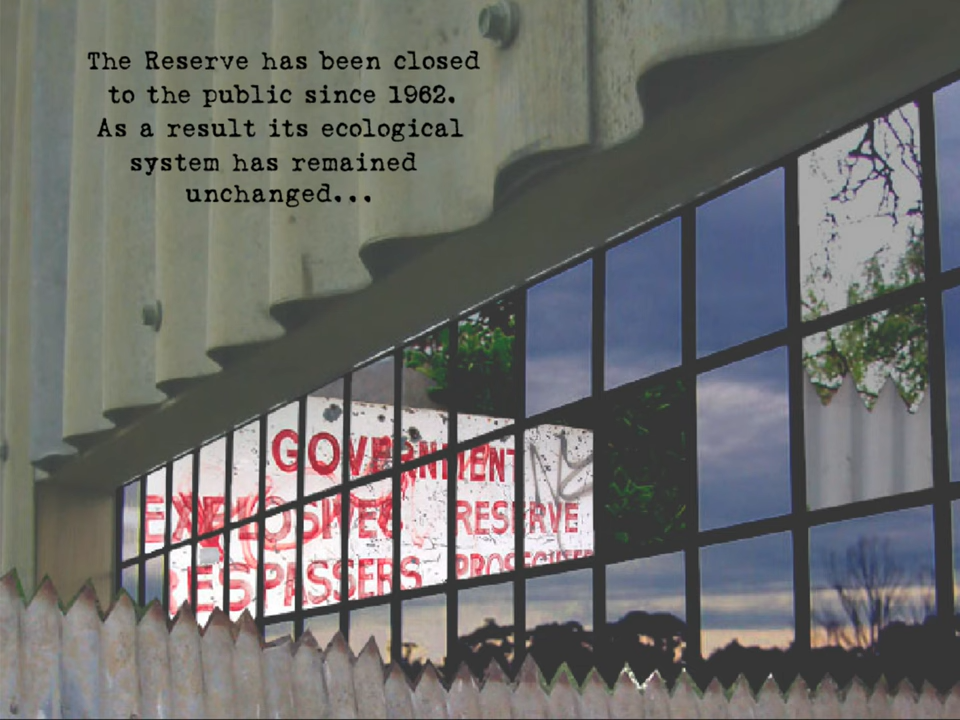 The Reserve has been closed
to the public since 1962.
As a result its ecological
system has remained
unchanged...
GOVERNMENT
EXPLOSIVES RESERVE
TRESPASSERS PROSECUTED